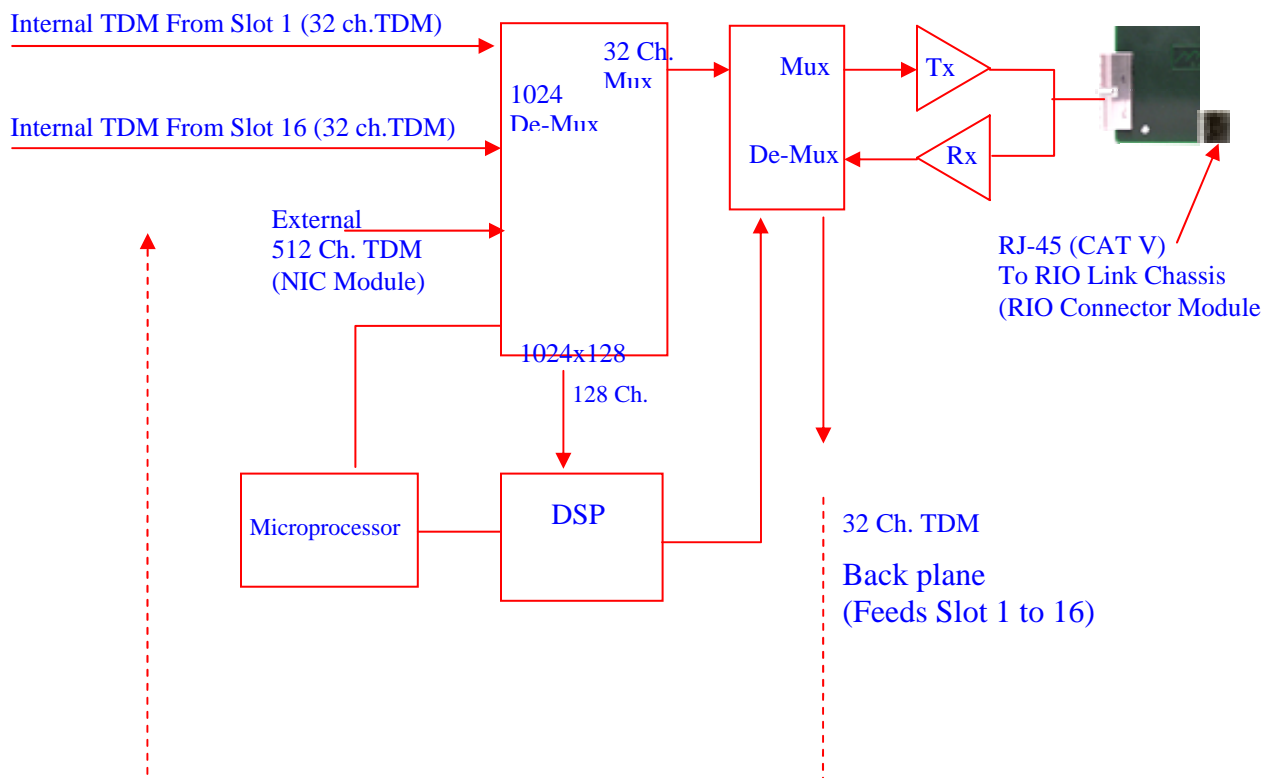 Internal TDM From Slot 1 (32 ch.TDM)
32 Ch.
Mux
1024
De-Mux
Internal TDM From Slot 16 (32 ch.TDM)
Mux
De-Mux
Tx
Rx
External
512 Ch. TDM
(NIC Module)
RJ-45 (CAT V)
To RIO Link Chassis
(RIO Connector Module
1024x128
128 Ch.
Microprocessor
DSP
32 Ch. TDM
Back plane
(Feeds Slot 1 to 16)